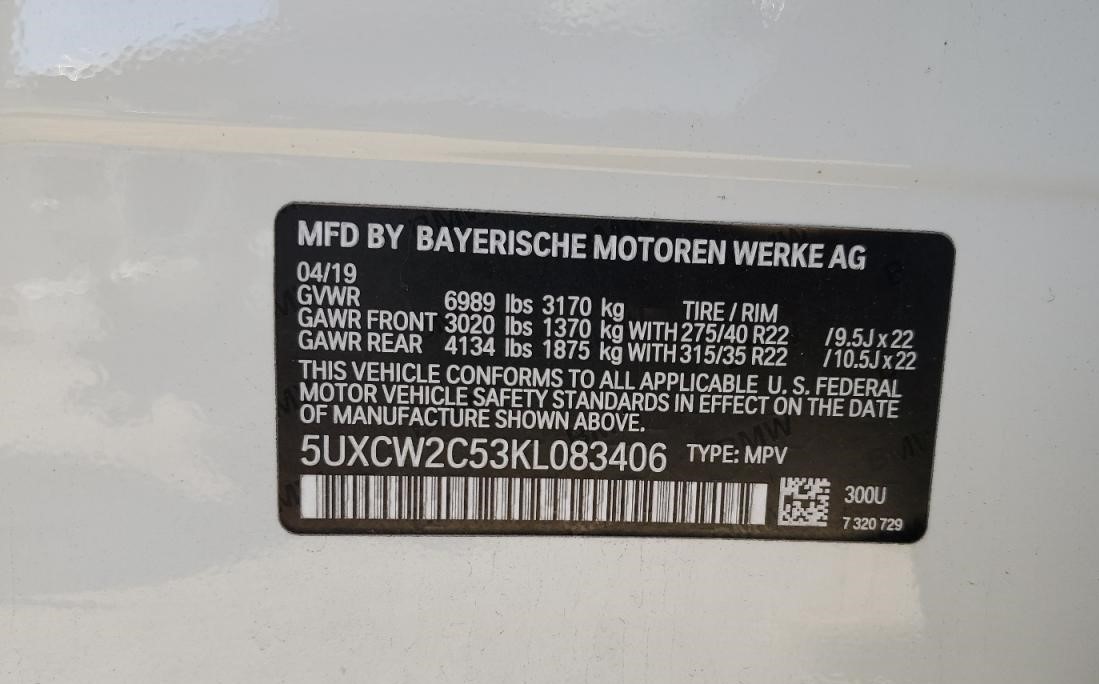 MFD BY BAYERISCHE MOTOREN WERKE AG
04/19
GVWR 6989 lbs 3170 kg TIRE / RIM
GAWR FRONT 3020 lbs 1370 kg WITH 275/40 R22 /9.5J x 22
GAWR REAR 4134 lbs 1875 kg WITH 315/35 R22 /10.5J x 22
THIS VEHICLE CONFORMS TO ALL APPLICABLE U. S. FEDERAL
MOTOR VEHICLE SAFETY STANDARDS IN EFFECT ON THE DATE
OF MANUFACTURE SHOWN ABOVE.
5UXCW2C53KL083406 TYPE: MPV
300U
7 320 729